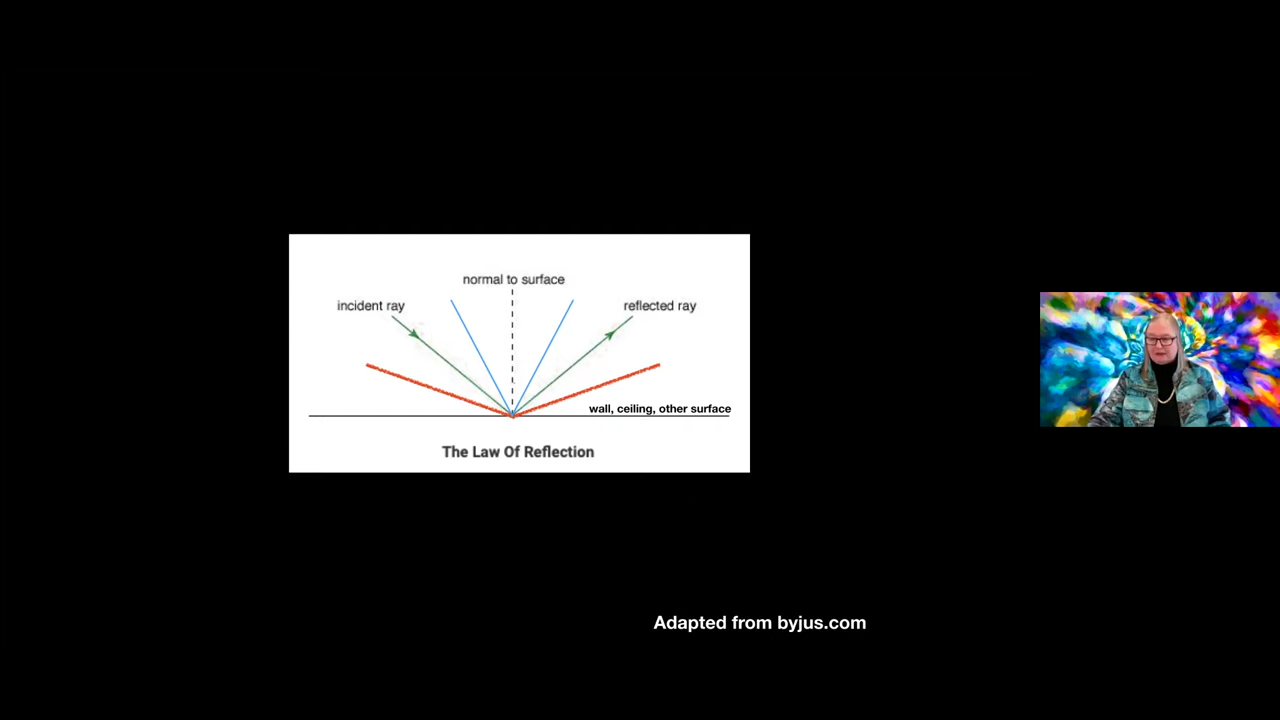 normal to surface
incident ray
reflected ray
wall, ceiling, other surface
The Law Of Reflection
Adapted from byjus.com